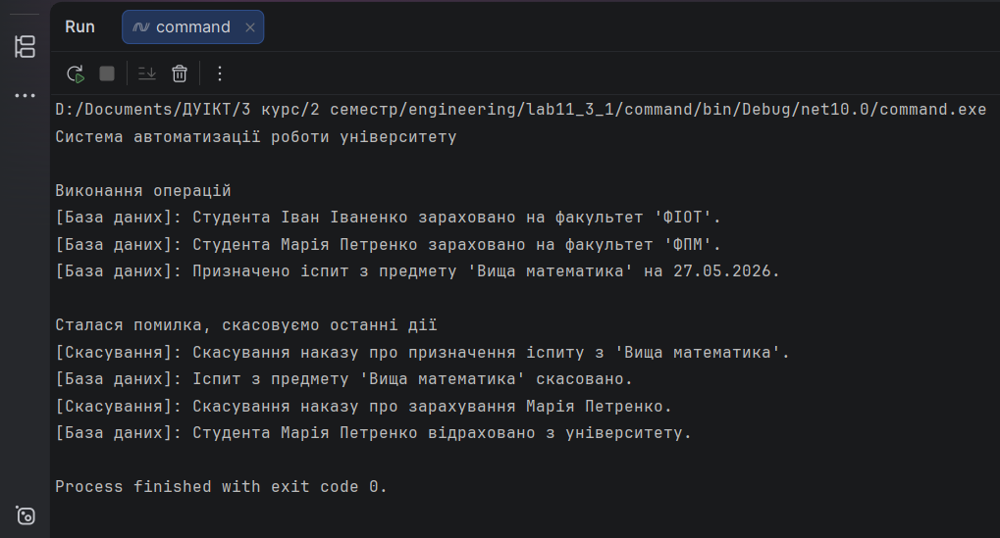 Run command
D:/Documents/ДУІКТ/3 курс/2 семестр/engineering/lab11_3_1/command/bin/Debug/net10.0/command.exe
Система автоматизації роботи університету
Виконання операцій
[База даних]: Студента Іван Іваненко зараховано на факультет 'ФІОТ'.
[База даних]: Студента Марія Петренко зараховано на факультет 'ФПМ'.
[База даних]: Призначено іспит з предмету 'Вища математика' на 27.05.2026.
Сталася помилка, скасовуємо останні дії
[Скасування]: Скасування наказу про призначення іспиту з 'Вища математика'.
[База даних]: Іспит з предмету 'Вища математика' скасовано.
[Скасування]: Скасування наказу про зарахування Марія Петренко.
[База даних]: Студента Марія Петренко відраховано з університету.
Process finished with exit code 0.